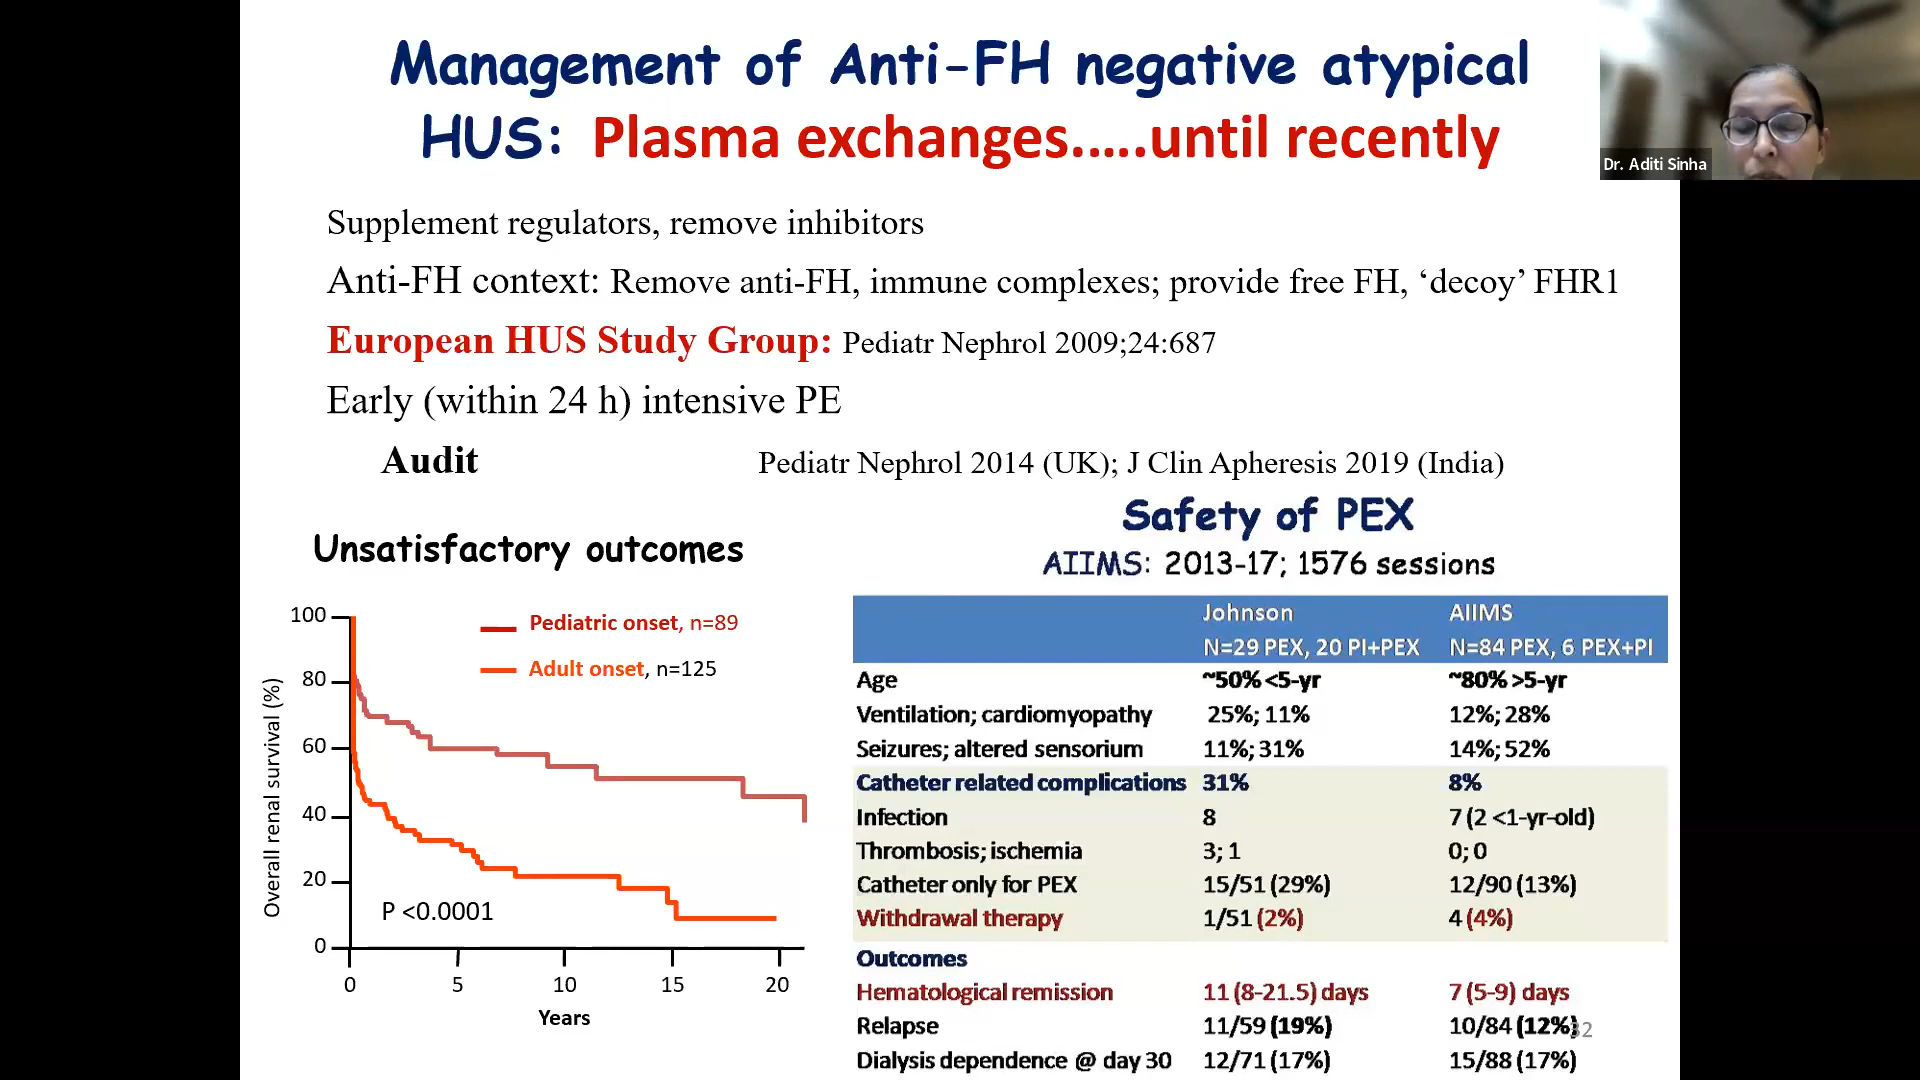 Management of Anti-FH negative atypical
HUS: Plasma exchanges.....until recently
Dr. Aditi Sinha
Supplement regulators, remove inhibitors
Anti-FH context: Remove anti-FH, immune complexes; provide free FH, ‘decoy’ FHR1
European HUS Study Group: Pediatr Nephrol 2009;24:687
Early (within 24 h) intensive PE
Audit Pediatr Nephrol 2014 (UK); J Clin Apheresis 2019 (India)
Unsatisfactory outcomes
Overall renal survival (%)
100
80
60
40
20
0
Pediatric onset, n=89
Adult onset, n=125
P <0.0001
0 5 10 15 20
Years
Safety of PEX
AIIMS: 2013-17; 1576 sessions
Johnson AIIMS
N=29 PEX, 20 PI+PEX N=84 PEX, 6 PEX+PI
Age ~50% <5-yr ~80% >5-yr
Ventilation; cardiomyopathy 25%; 11% 12%; 28%
Seizures; altered sensorium 11%; 31% 14%; 52%
Catheter related complications 31% 8%
Infection 8 7 (2 <1-yr-old)
Thrombosis; ischemia 3; 1 0; 0
Catheter only for PEX 15/51 (29%) 12/90 (13%)
Withdrawal therapy 1/51 (2%) 4 (4%)
Outcomes
Hematological remission 11 (8-21.5) days 7 (5-9) days
Relapse 11/59 (19%) 10/84 (12%)
32
Dialysis dependence @ day 30 12/71 (17%) 15/88 (17%)